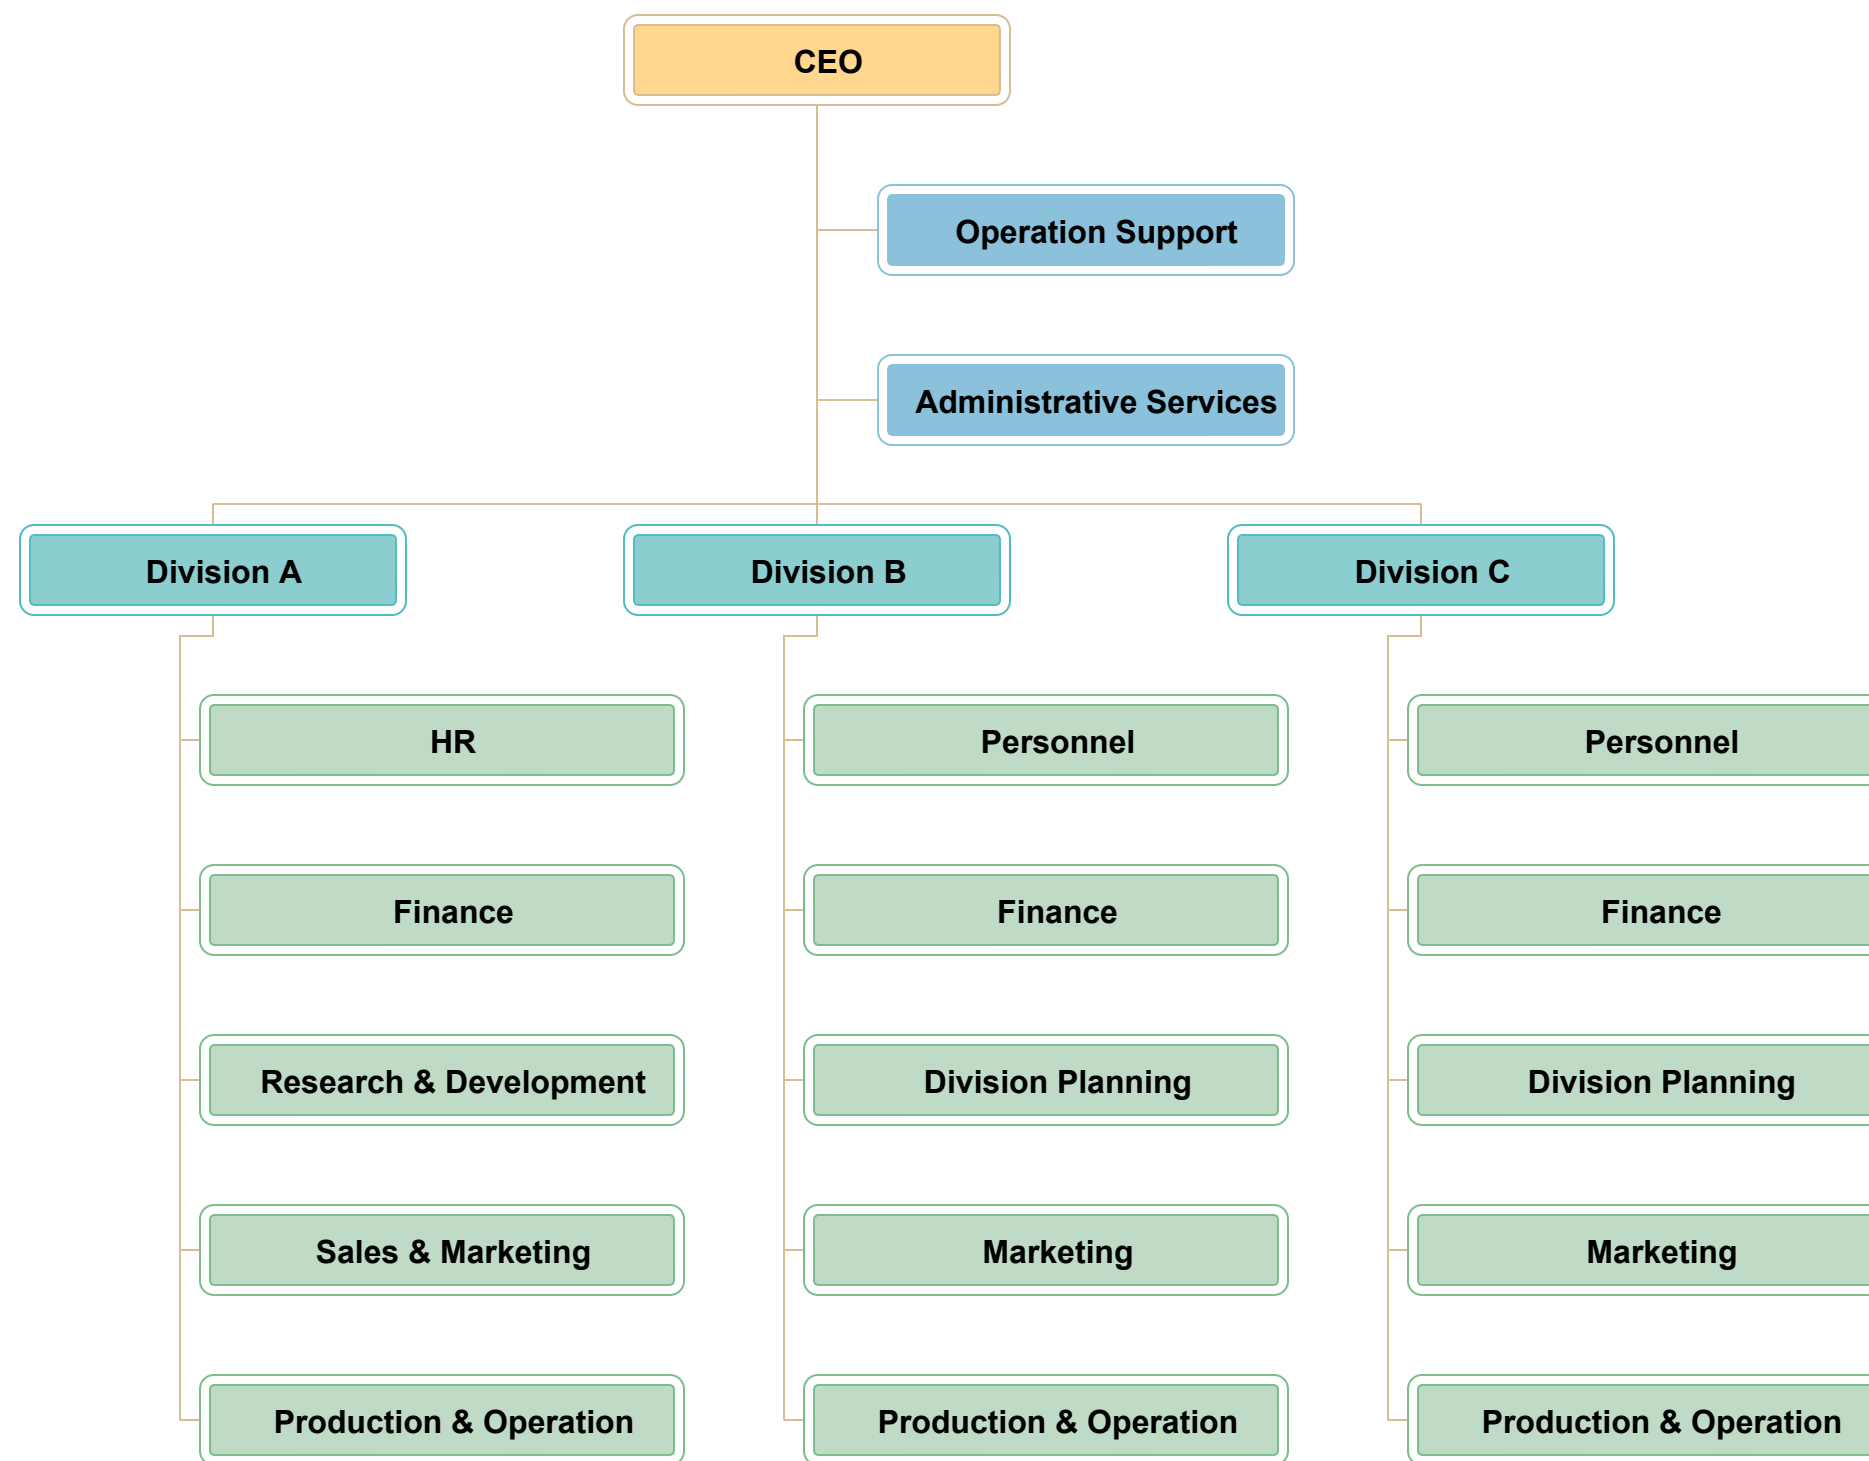 CEO
Operation Support
Administrative Services
Division A
Division B
Division C
HR
Personnel
Personnel
Finance
Finance
Finance
Research & Development
Division Planning
Division Planning
Sales & Marketing
Marketing
Marketing
Production & Operation
Production & Operation
Production & Operation